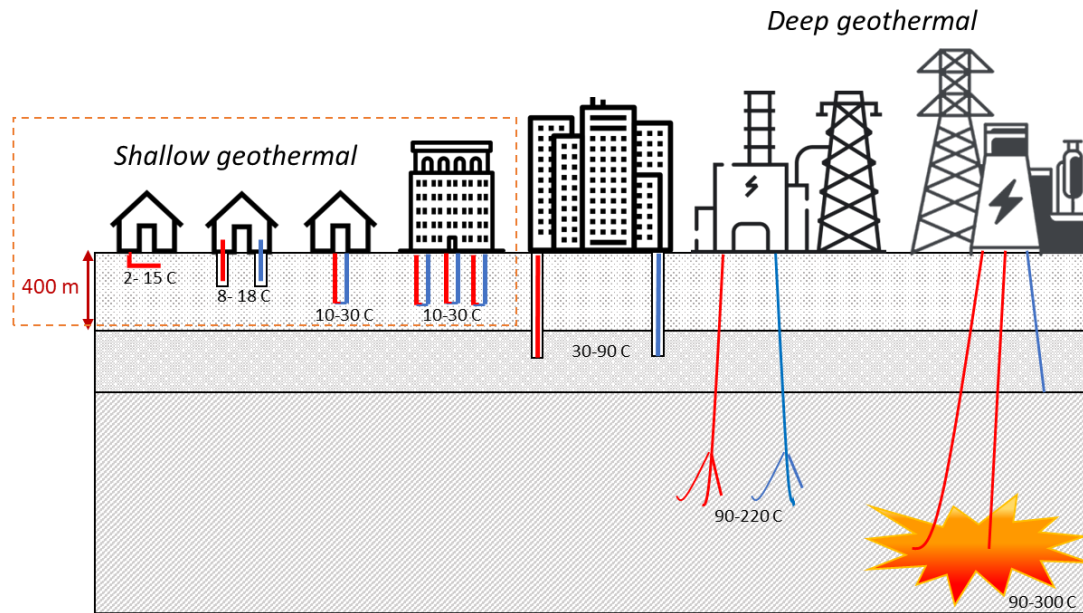 Deep geothermal
Shallow geothermal
400 m
2- 15 C
8- 18 C
10-30 C
10-30 C
30-90 C
90-220 C
90-300 C